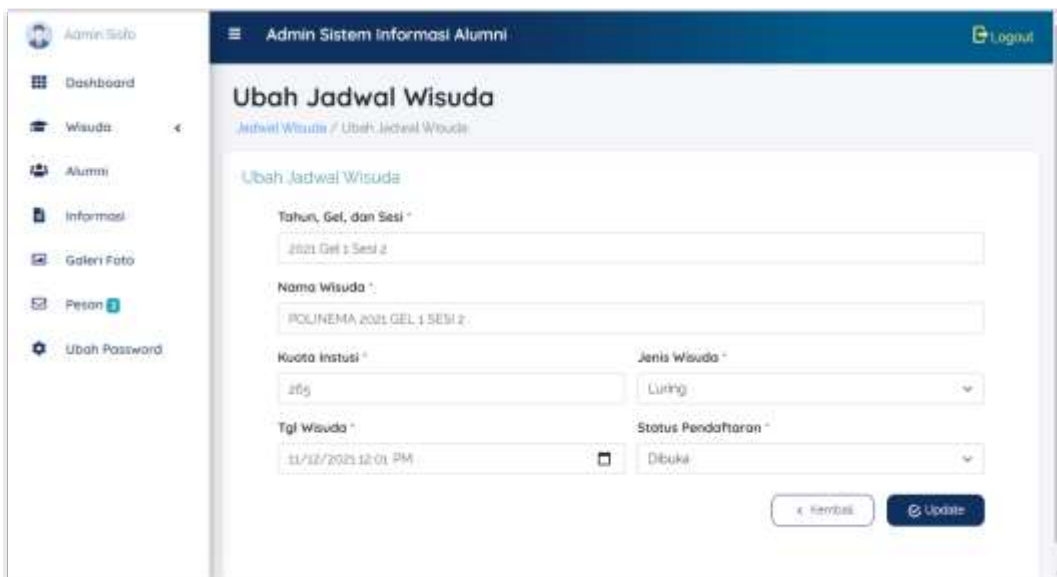 Admin Sisfo
Admin Sistem Informasi Alumni
Logout
Dashboard
Wisuda
Alumni
Informasi
Galeri Foto
Pesan
Ubah Password
Ubah Jadwal Wisuda
Jadwal Wisuda / Ubah Jadwal Wisuda
Ubah Jadwal Wisuda
Tahun, Gel, dan Sesi *
2021 Gel 1 Sesi 2
Nama Wisuda *
POLINEMA 2021 GEL 1 SESI 2
Kuota Instusi *
Jenis Wisuda *
265
Luring
Tgl Wisuda *
Status Pendaftaran *
11/12/2021 12:01 PM
Dibuka
Kembali
Update